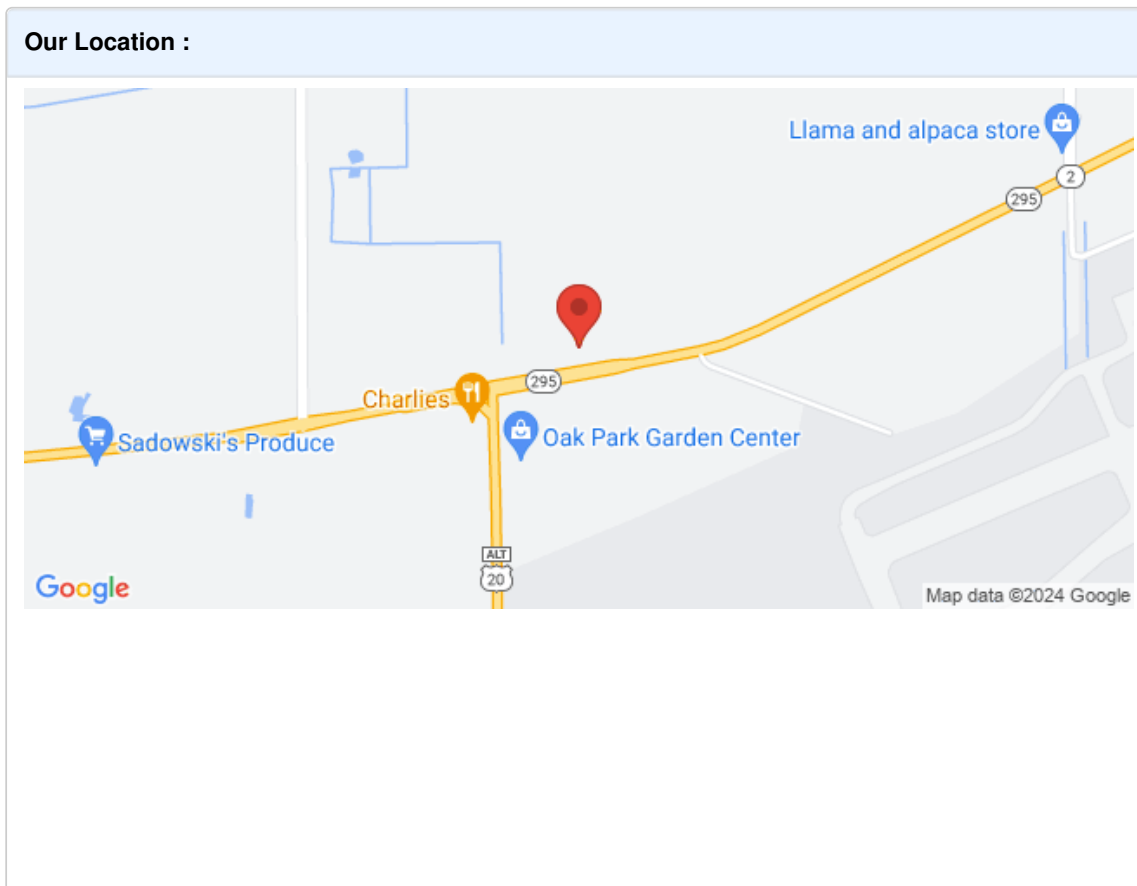 Our Location :
Llama and alpaca store
2
295
295
Charlies
Sadowski's Produce
Oak Park Garden Center
ALT
20
Google
Map data ©2024 Google